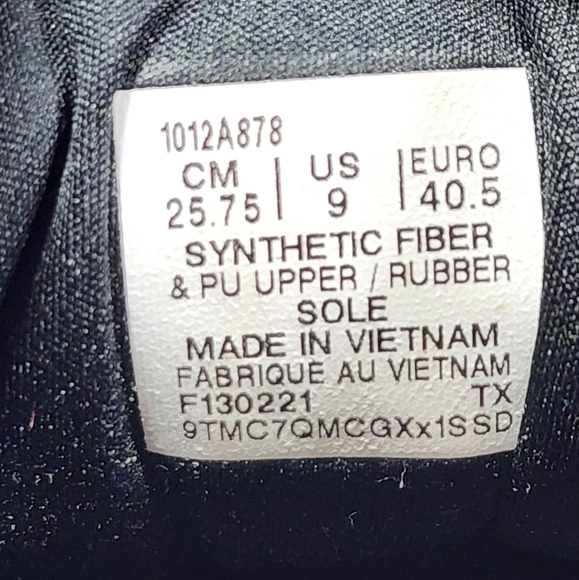 1012A878
CM | US | EURO
25.75 | 9 | 40.5
SYNTHETIC FIBER
& PU UPPER / RUBBER
SOLE
MADE IN VIETNAM
FABRIQUE AU VIETNAM
F130221 TX
9TMC7QMCGXx1SSD